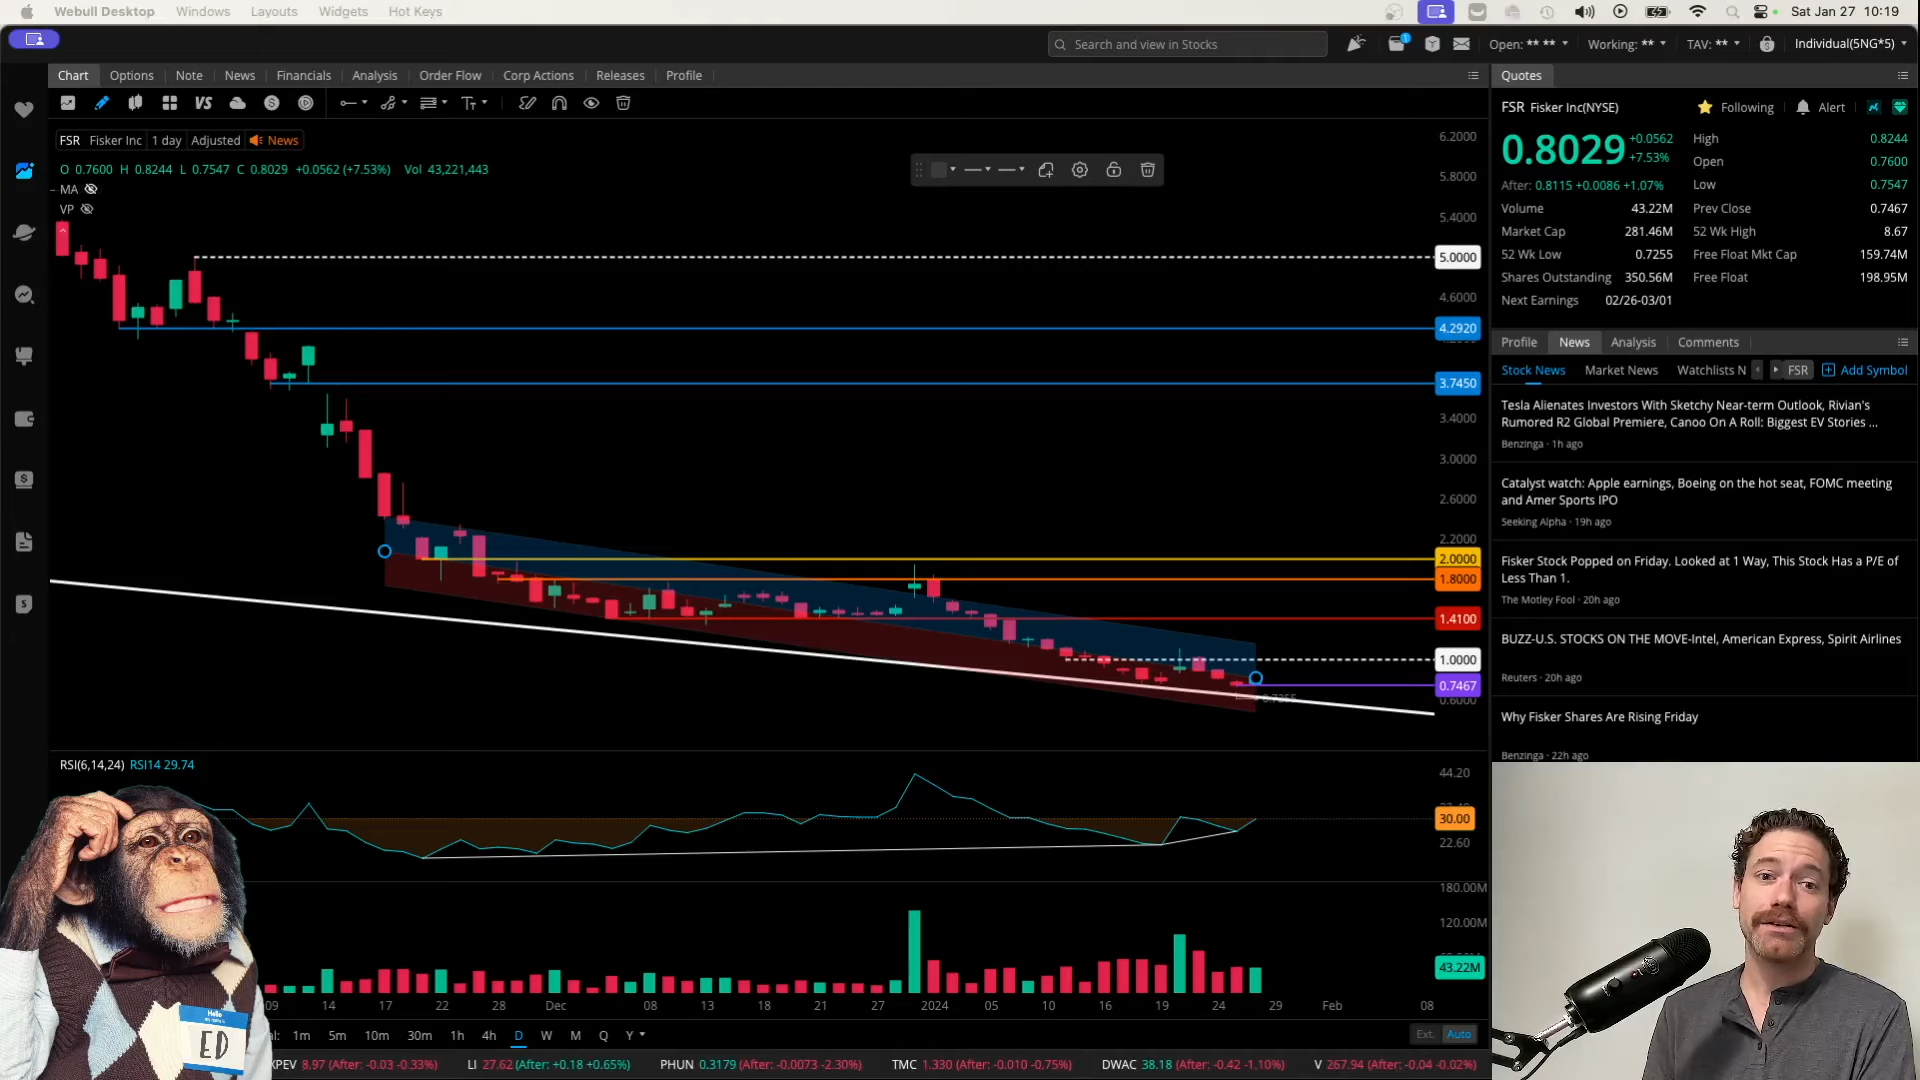 Webull Desktop Windows Layouts Widgets Hot Keys
Sat Jan 27 10:19
Search and view in Stocks
1
Open: ** **
Working: **
TAV: **
Individual(5NG*5)
Chart Options Note News Financials Analysis Order Flow Corp Actions Releases Profile
VS
FSR Fisker Inc 1 day Adjusted News
O 0.7600 H 0.8244 L 0.7547 C 0.8029 +0.0562 (+7.53%) Vol 43,221,443
MA
VP
6.2000
5.8000
5.4000
5.0000
4.6000
4.2920
3.7450
3.4000
3.0000
2.6000
2.2000
2.0000
1.8000
1.4100
1.0000
0.7467
0.6000
RSI(6,14,24) RSI14 29.74
44.20
30.00
22.60
180.00M
120.00M
43.22M
09 14 17 22 28 Dec 08 13 18 21 27 2024 05 10 16 19 24 29 Feb 08
al: 1m 5m 10m 30m 1h 4h D W M Q Y
Ext. Auto
XPEV 8.97 (After: -0.03 -0.33%) LI 27.62 (After: +0.18 +0.65%) PHUN 0.3179 (After: -0.0073 -2.30%) TMC 1.330 (After: -0.010 -0.75%) DWAC 38.18 (After: -0.42 -1.10%) V 267.94 (After: -0.04 -0.02%)
Hello
ED
Quotes
FSR Fisker Inc(NYSE) Following Alert
0.8029 +0.0562
+7.53%
After: 0.8115 +0.0086 +1.07%
High 0.8244
Open 0.7600
Low 0.7547
Volume 43.22M Prev Close 0.7467
Market Cap 281.46M 52 Wk High 8.67
52 Wk Low 0.7255 Free Float Mkt Cap 159.74M
Shares Outstanding 350.56M Free Float 198.95M
Next Earnings 02/26-03/01
Profile News Analysis Comments
Stock News Market News Watchlists N FSR Add Symbol
Tesla Alienates Investors With Sketchy Near-term Outlook, Rivian's
Rumored R2 Global Premiere, Canoo On A Roll: Biggest EV Stories ...
Benzinga · 1h ago
Catalyst watch: Apple earnings, Boeing on the hot seat, FOMC meeting
and Amer Sports IPO
Seeking Alpha · 19h ago
Fisker Stock Popped on Friday. Looked at 1 Way, This Stock Has a P/E of
Less Than 1.
The Motley Fool · 20h ago
BUZZ-U.S. STOCKS ON THE MOVE-Intel, American Express, Spirit Airlines
Reuters · 20h ago
Why Fisker Shares Are Rising Friday
Benzinga · 22h ago